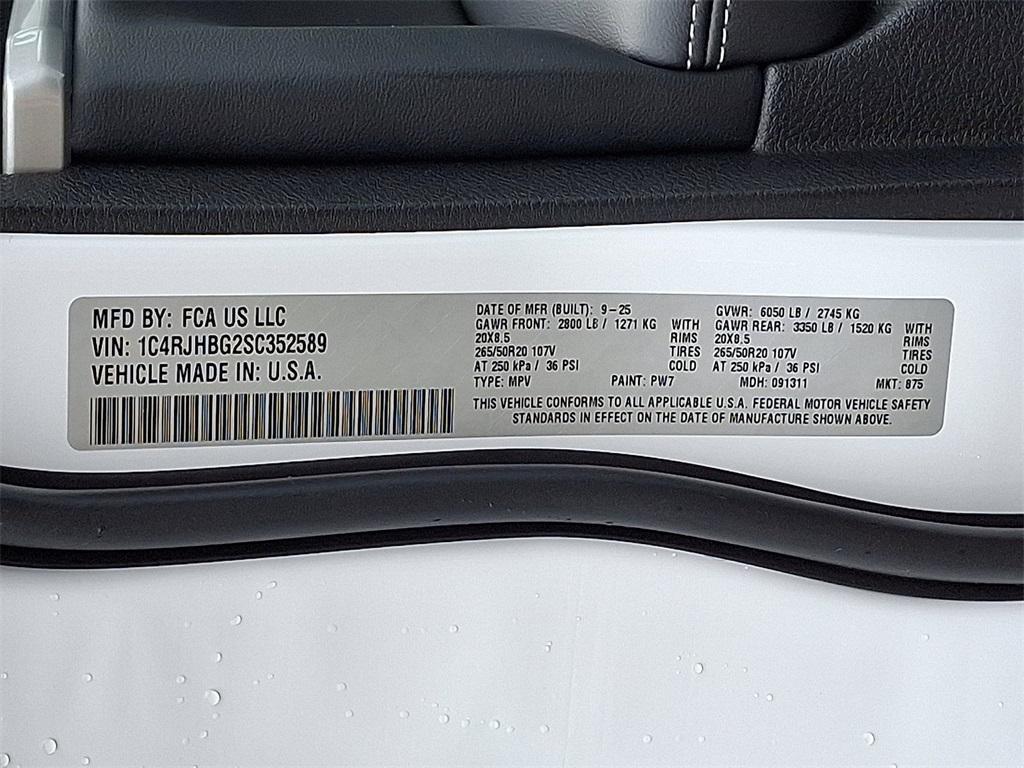 MFD BY: FCA US LLC
VIN: 1C4RJHBG2SC352589
VEHICLE MADE IN: U.S.A.
DATE OF MFR (BUILT): 9-25
GAWR FRONT: 2800 LB / 1271 KG WITH
20X8.5 RIMS
265/50R20 107V TIRES
AT 250 kPa / 36 PSI COLD
GVWR: 6050 LB / 2745 KG
GAWR REAR: 3350 LB / 1520 KG WITH
20X8.5 RIMS
265/50R20 107V TIRES
AT 250 kPa / 36 PSI COLD
TYPE: MPV PAINT: PW7 MDH: 091311 MKT: 875
THIS VEHICLE CONFORMS TO ALL APPLICABLE U.S.A. FEDERAL MOTOR VEHICLE SAFETY
STANDARDS IN EFFECT ON THE DATE OF MANUFACTURE SHOWN ABOVE.